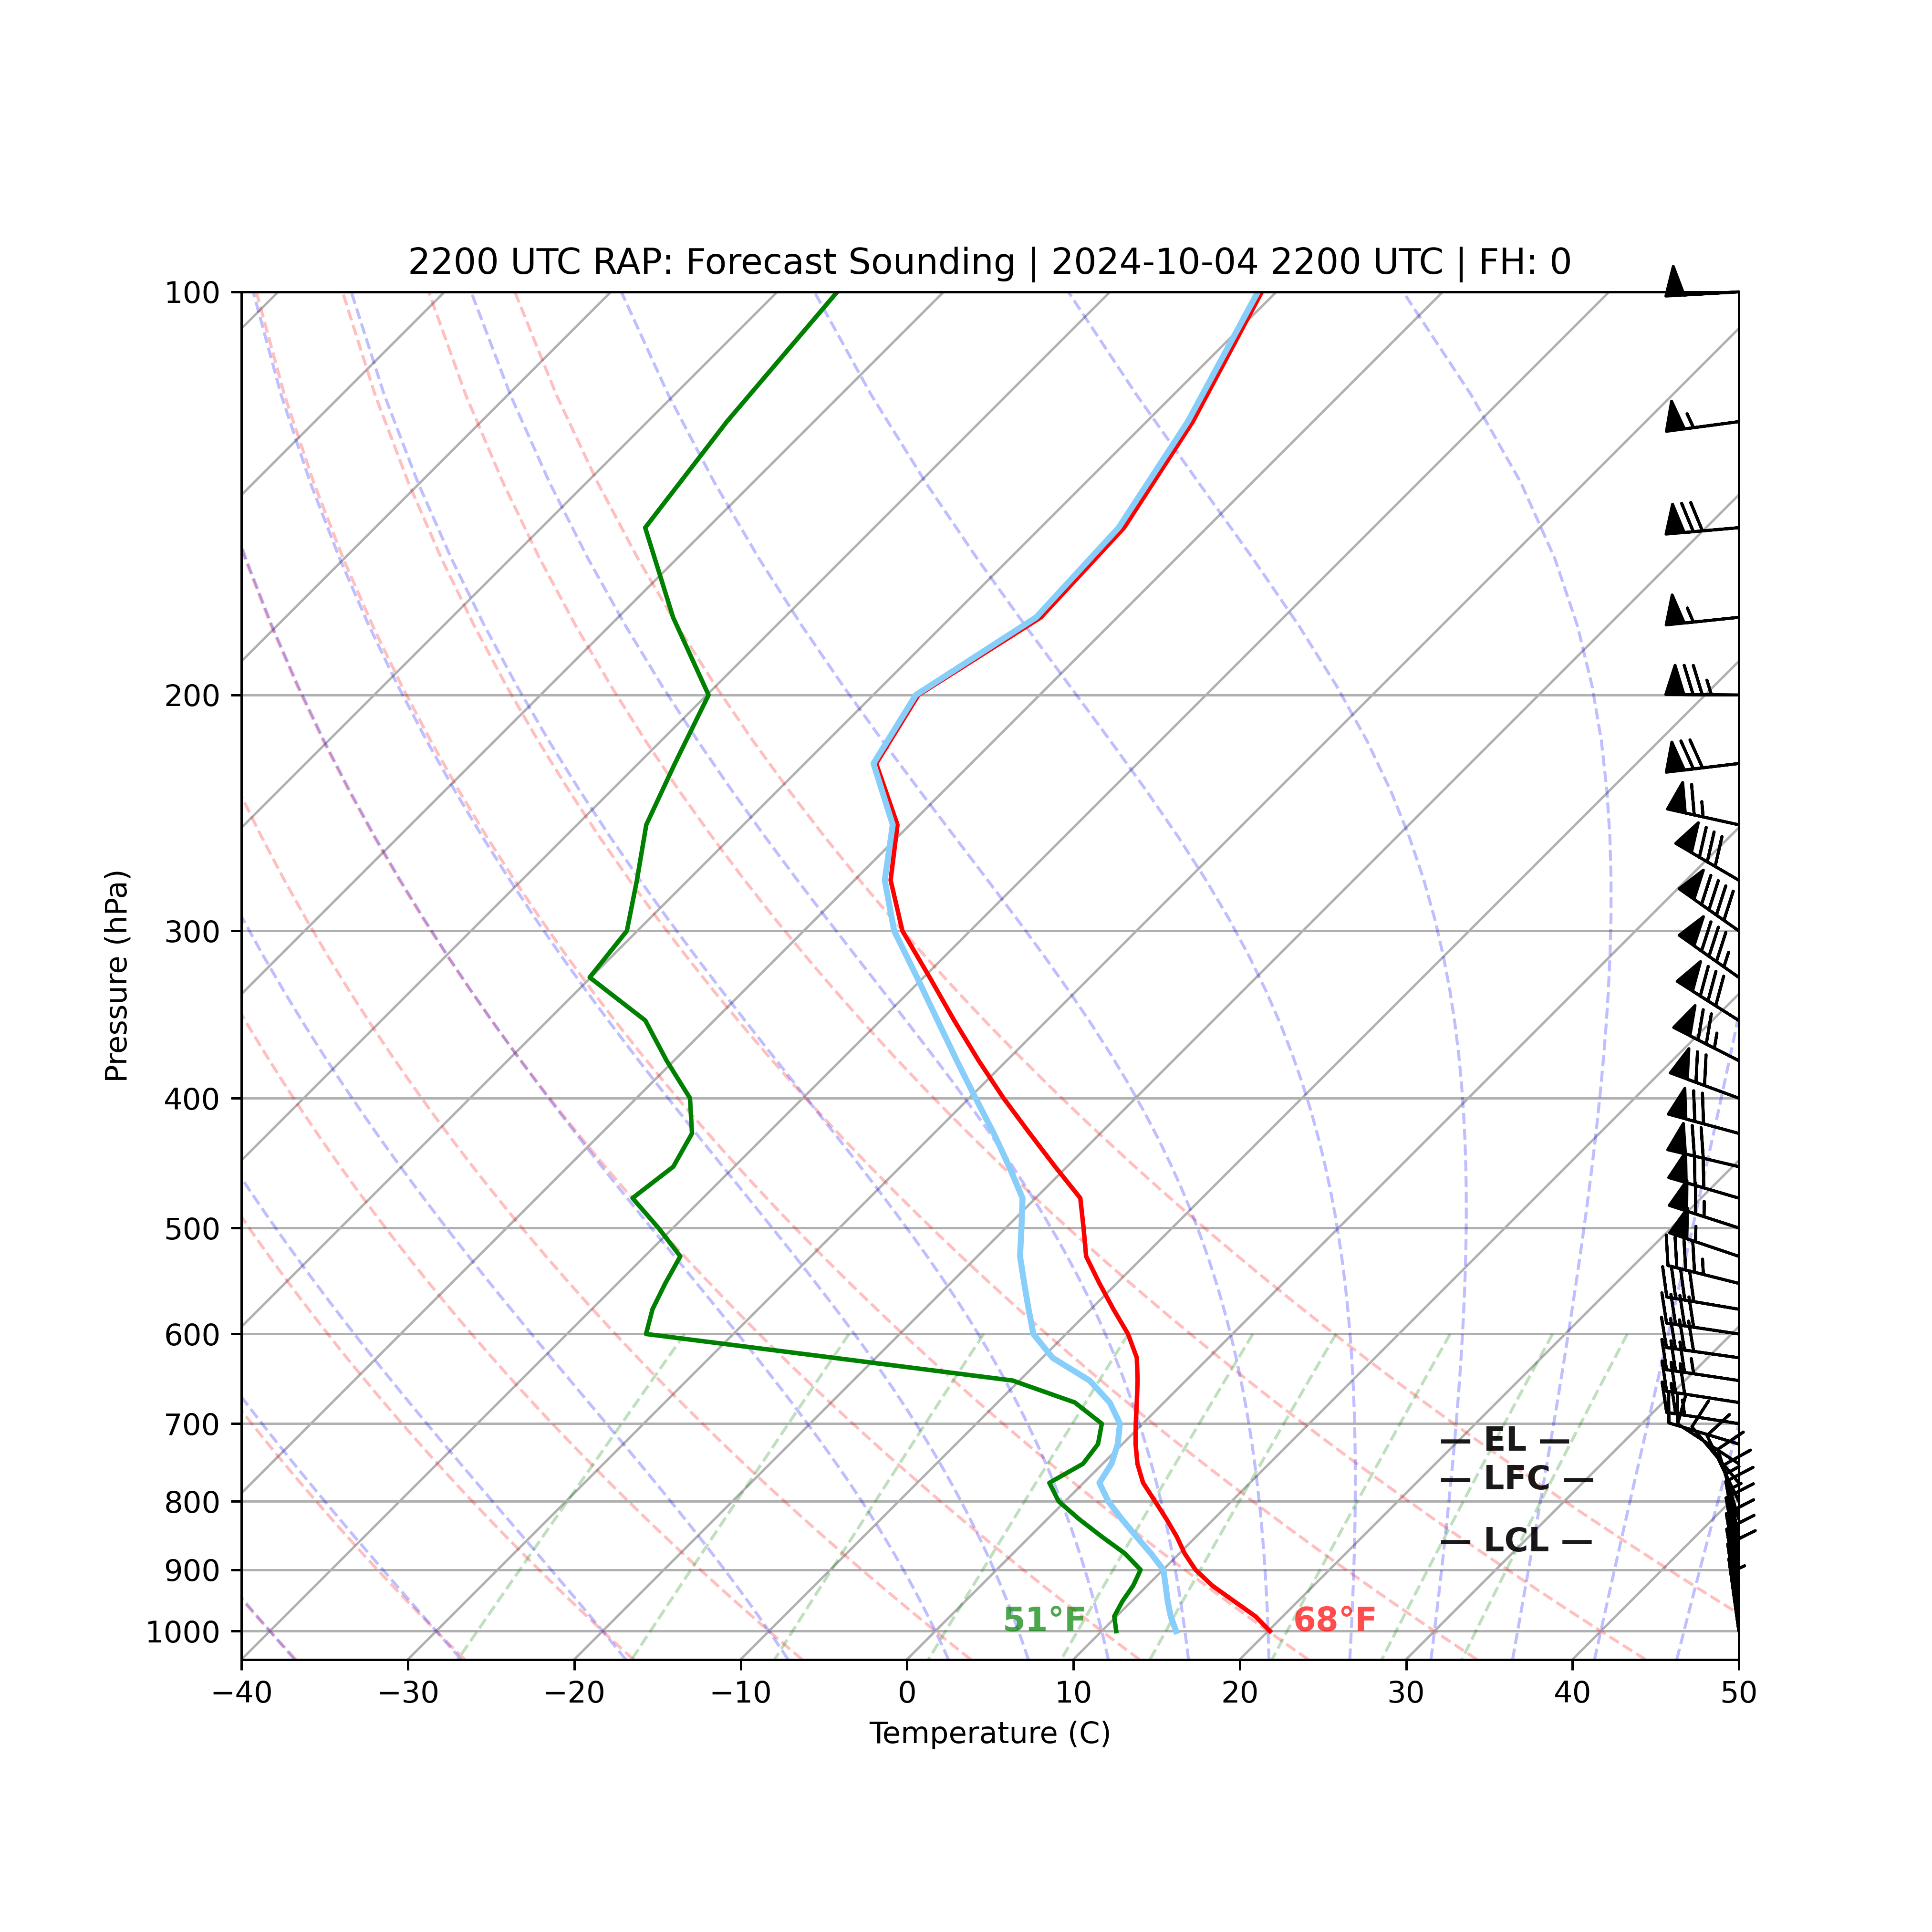 2200 UTC RAP: Forecast Sounding | 2024-10-04 2200 UTC | FH: 0
100
200
300
400
500
600
700
800
900
1000
Pressure (hPa)
— EL —
— LFC —
— LCL —
51°F
68°F
−40 −30 −20 −10 0 10 20 30 40 50
Temperature (C)